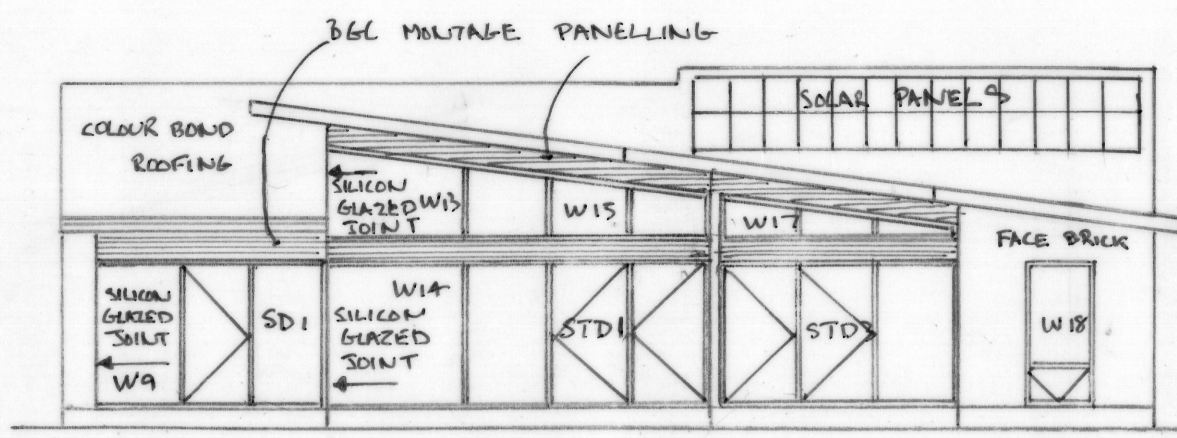 BGC MONTAGE PANELLING
SOLAR PANELS
COLOUR BOND
ROOFING
SILICON
GLAZED
JOINT
W13
W15
W17
FACE BRICK
SILICON
GLAZED
JOINT
W9
SD1
W14
SILICON
GLAZED
JOINT
STD1
STD3
W18